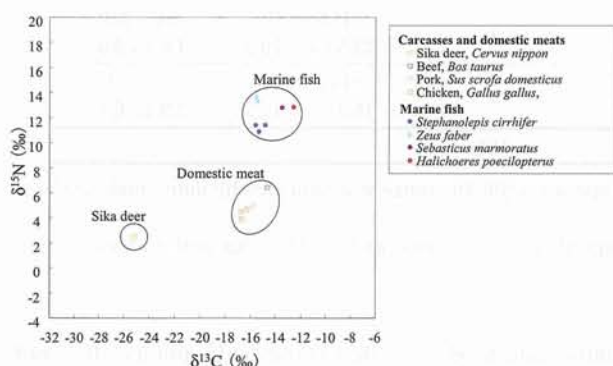 20
18
16
14
12
10
8
6
4
2
0
-2
-4
δ15N (‰)
-32 -30 -28 -26 -24 -22 -20 -18 -16 -14 -12 -10 -8 -6
δ13C (‰)
Marine fish
Domestic meat
Sika deer
Carcasses and domestic meats
Sika deer, Cervus nippon
Beef, Bos taurus
Pork, Sus scrofa domesticus
Chicken, Gallus gallus,
Marine fish
Stephanolepis cirrhifer
Zeus faber
Sebasticus marmoratus
Halichoeres poecilopterus